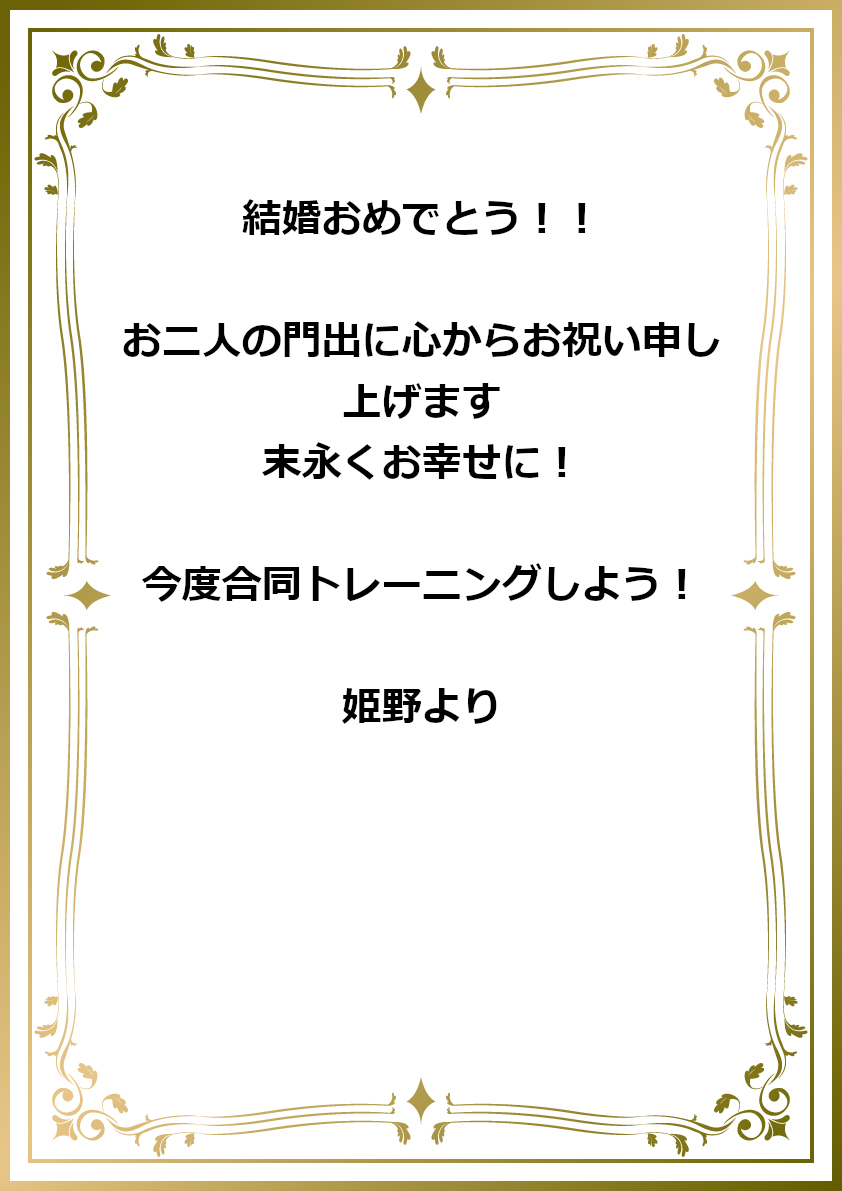 結婚おめでとう！！
お二人の門出に心からお祝い申し
上げます
末永くお幸せに！
今度合同トレーニングしよう！
姫野より